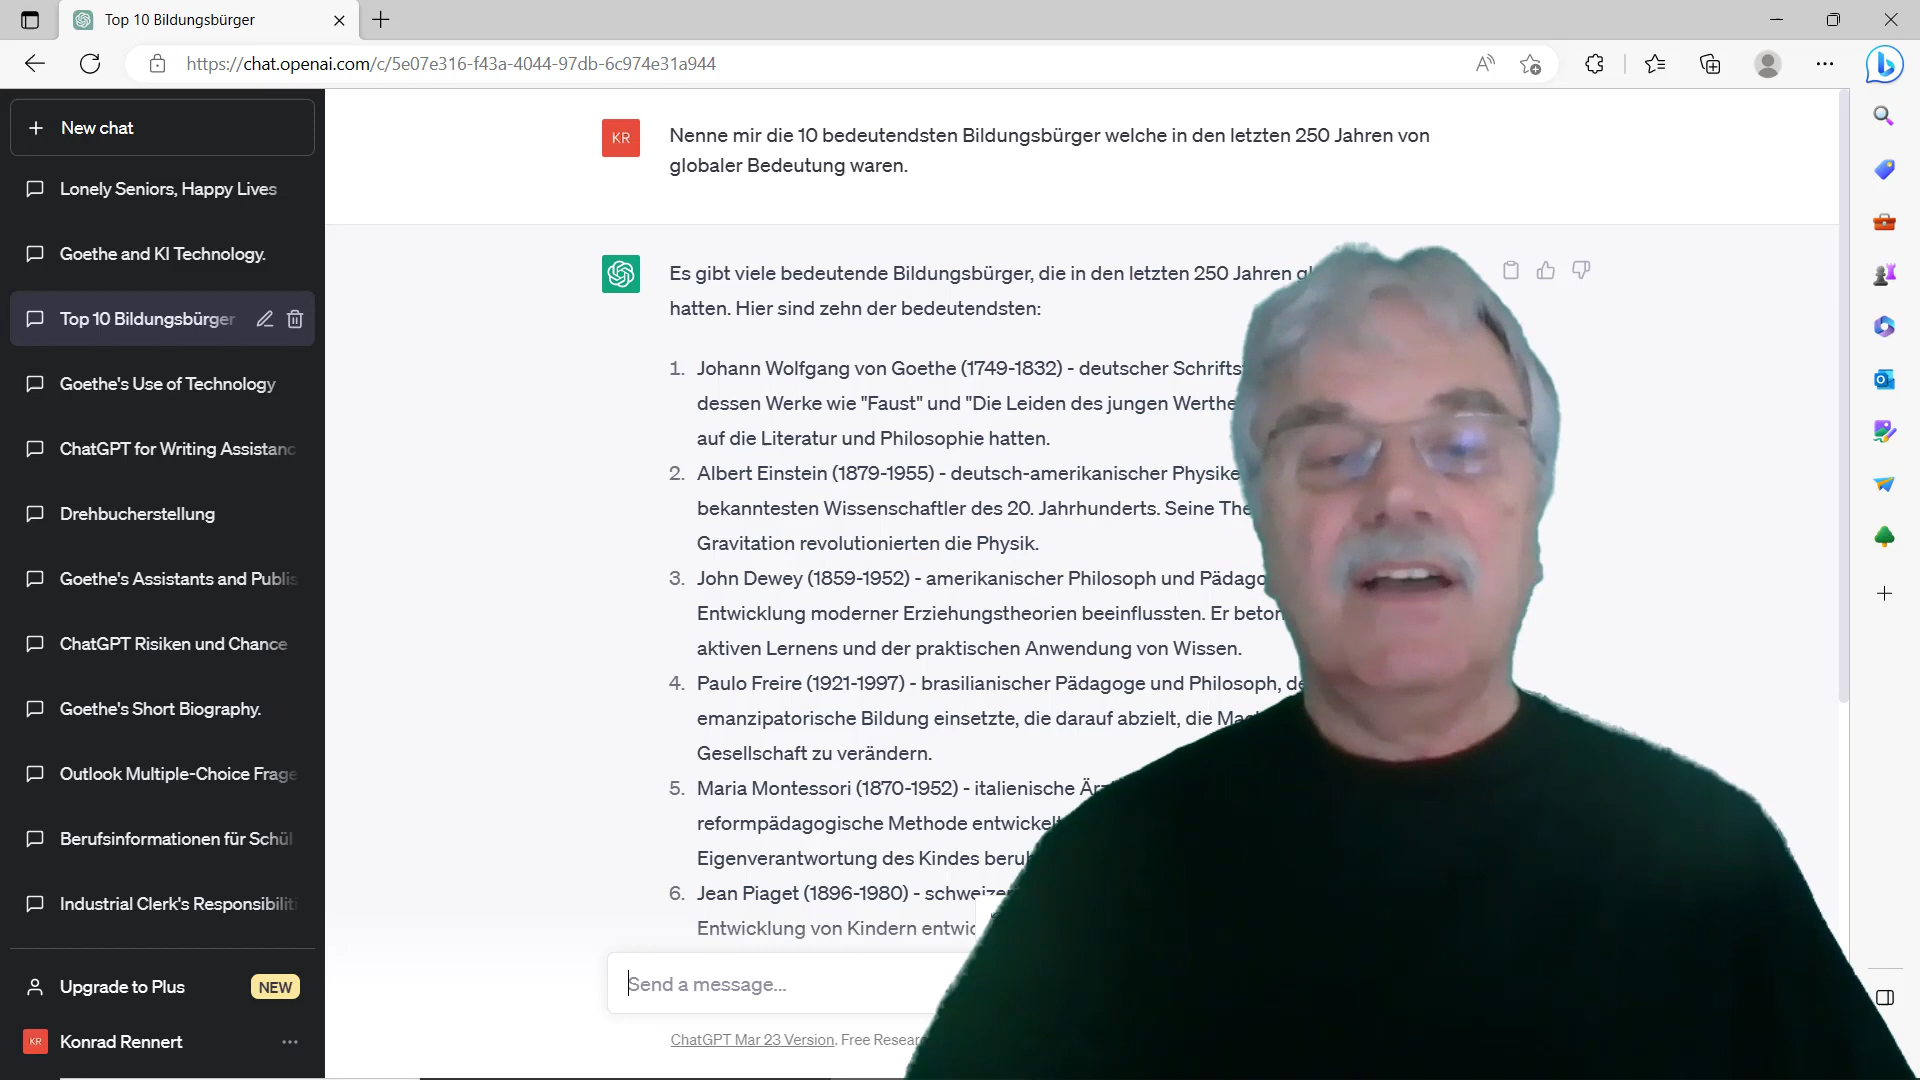 Top 10 Bildungsbürger
https://chat.openai.com/c/5e07e316-f43a-4044-97db-6c974e31a944
New chat
Lonely Seniors, Happy Lives
Goethe and KI Technology.
Top 10 Bildungsbürger
Goethe's Use of Technology
ChatGPT for Writing Assistanc
Drehbucherstellung
Goethe's Assistants and Publis
ChatGPT Risiken und Chance
Goethe's Short Biography.
Outlook Multiple-Choice Frage
Berufsinformationen für Schül
Industrial Clerk's Responsibiliti
Upgrade to Plus NEW
KR Konrad Rennert
KR
Nenne mir die 10 bedeutendsten Bildungsbürger welche in den letzten 250 Jahren von
globaler Bedeutung waren.
Es gibt viele bedeutende Bildungsbürger, die in den letzten 250 Jahren
hatten. Hier sind zehn der bedeutendsten:
1. Johann Wolfgang von Goethe (1749-1832) - deutscher
dessen Werke wie "Faust" und "Die Leiden des jungen
auf die Literatur und Philosophie hatten.
2. Albert Einstein (1879-1955) - deutsch-amerikanischer
bekanntesten Wissenschaftler des 20. Jahrhunderts. Seine
Gravitation revolutionierten die Physik.
3. John Dewey (1859-1952) - amerikanischer Philosoph und
Entwicklung moderner Erziehungstheorien beeinflussten. Er
aktiven Lernens und der praktischen Anwendung von Wissen.
4. Paulo Freire (1921-1997) - brasilianischer Pädagoge und Philosoph,
emanzipatorische Bildung einsetzte, die darauf abzielt, die
Gesellschaft zu verändern.
5. Maria Montessori (1870-1952) - italienische
reformpädagogische Methode
Eigenverantwortung des Kindes
6. Jean Piaget (1896-1980) -
Entwicklung von Kindern
Send a message...
ChatGPT Mar 23 Version. Free